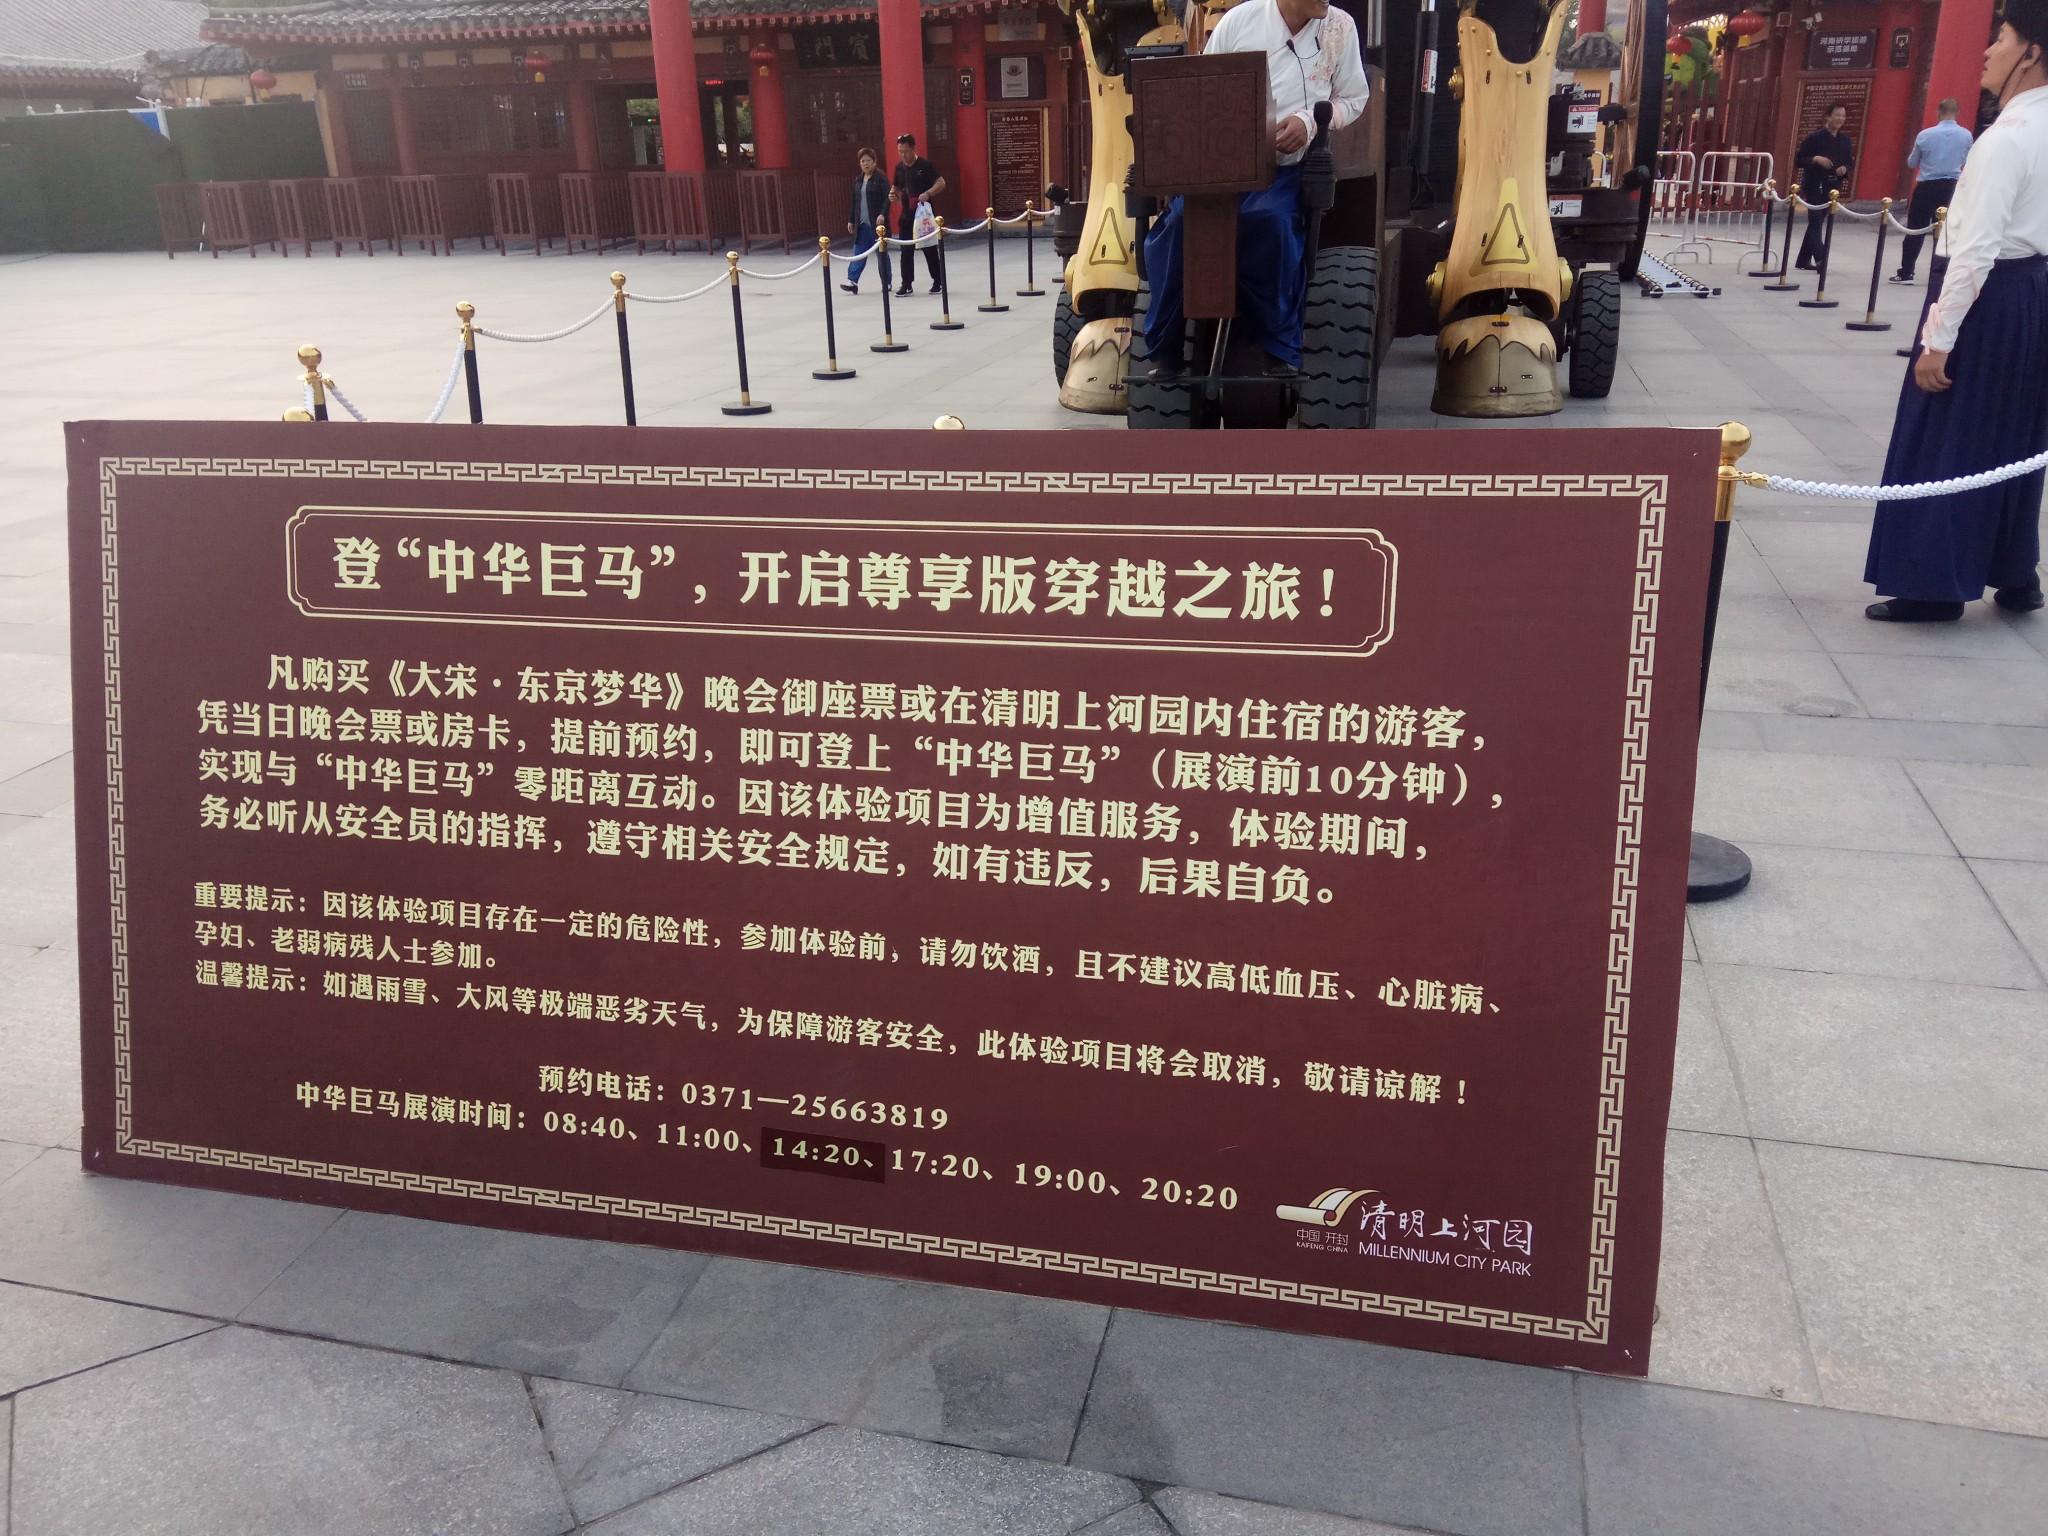 賓門
河南研学旅游
示范基地
登“中华巨马”，开启尊享版穿越之旅！
凡购买《大宋·东京梦华》晚会御座票或在清明上河园内住宿的游客，
凭当日晚会票或房卡，提前预约，即可登上“中华巨马”（展演前10分钟），
实现与“中华巨马”零距离互动。因该体验项目为增值服务，体验期间，
务必听从安全员的指挥，遵守相关安全规定，如有违反，后果自负。
重要提示：因该体验项目存在一定的危险性，参加体验前，请勿饮酒，且不建议高低血压、心脏病、
孕妇、老弱病残人士参加。
温馨提示：如遇雨雪、大风等极端恶劣天气，为保障游客安全，此体验项目将会取消，敬请谅解！
预约电话：0371—25663819
中华巨马展演时间：08:40、11:00、14:20、17:20、19:00、20:20
中国 开封
KAIFENG CHINA
清明上河园
MILLENNIUM CITY PARK